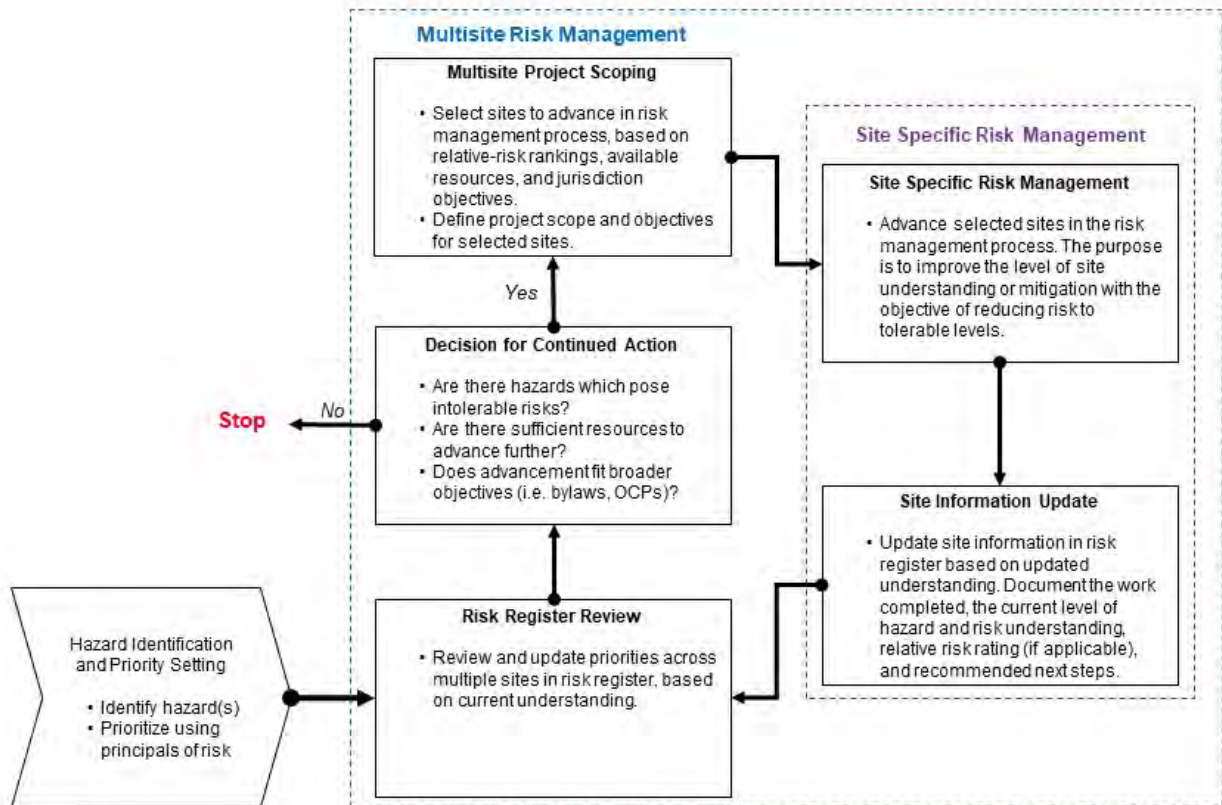 Multisite Risk Management
Multisite Project Scoping
• Select sites to advance in risk
management process, based on
relative-risk rankings, available
resources, and jurisdiction
objectives.
• Define project scope and objectives
for selected sites.
Yes
Decision for Continued Action
• Are there hazards which pose
intolerable risks?
• Are there sufficient resources to
advance further?
• Does advancement fit broader
objectives (i.e. bylaws, OCPs)?
No
Stop
Risk Register Review
• Review and update priorities across
multiple sites in risk register, based
on current understanding.
Hazard Identification
and Priority Setting
• Identify hazard(s)
• Prioritize using
principals of risk
Site Specific Risk Management
Site Specific Risk Management
• Advance selected sites in the risk
management process. The purpose
is to improve the level of site
understanding or mitigation with the
objective of reducing risk to
tolerable levels.
Site Information Update
• Update site information in risk
register based on updated
understanding. Document the work
completed, the current level of
hazard and risk understanding,
relative risk rating (if applicable),
and recommended next steps.